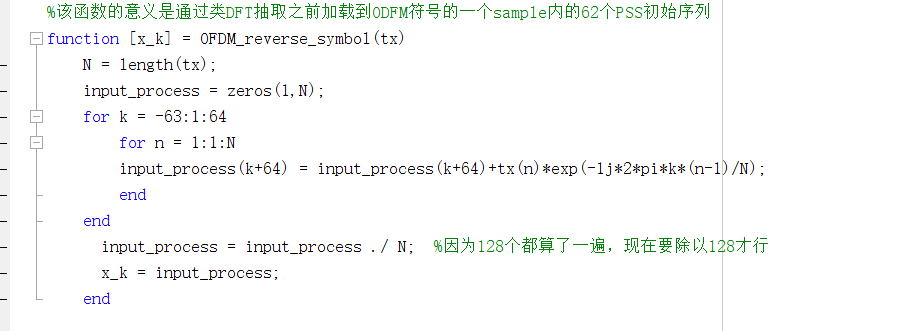 %该函数的意义是通过类DFT抽取之前加载到ODFM符号的一个sample内的62个PSS初始序列
function [x_k] = OFDM_reverse_symbol(tx)
N = length(tx);
input_process = zeros(1,N);
for k = -63:1:64
for n = 1:1:N
input_process(k+64) = input_process(k+64)+tx(n)*exp(-1j*2*pi*k*(n-1)/N);
end
end
input_process = input_process ./ N;  %因为128个都算了一遍，现在要除以128才行
x_k = input_process;
end